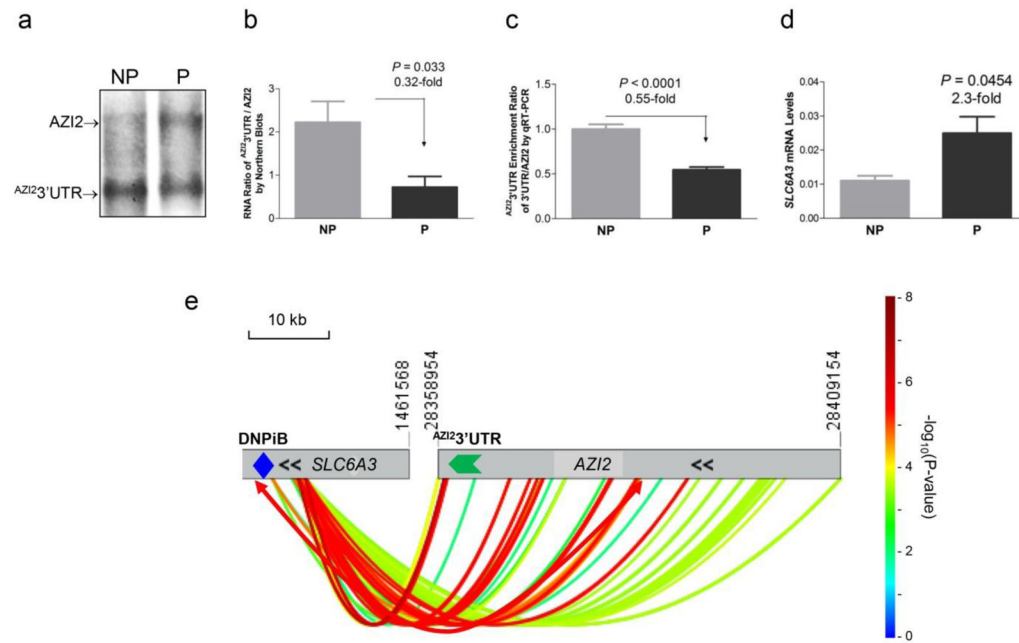 a
NP P
AZI2→
AZI23'UTR→
b
P = 0.033
0.32-fold
RNA Ratio of AZI23'UTR / AZI2
by Northern Blots
3
2
1
0
NP P
c
P < 0.0001
0.55-fold
AZI23'UTR Enrichment Ratio
of 3'UTR/AZI2 by qRT-PCR
1.5
1.0
0.5
0.0
NP P
d
P = 0.0454
2.3-fold
SLC6A3 mRNA Levels
0.04
0.03
0.02
0.01
0.00
NP P
e
10 kb
1461568
28358954
28409154
DNPiB
AZI23'UTR
<< SLC6A3
AZI2 <<
8
- 6
- 4
- 2
0
-log10(P-value)